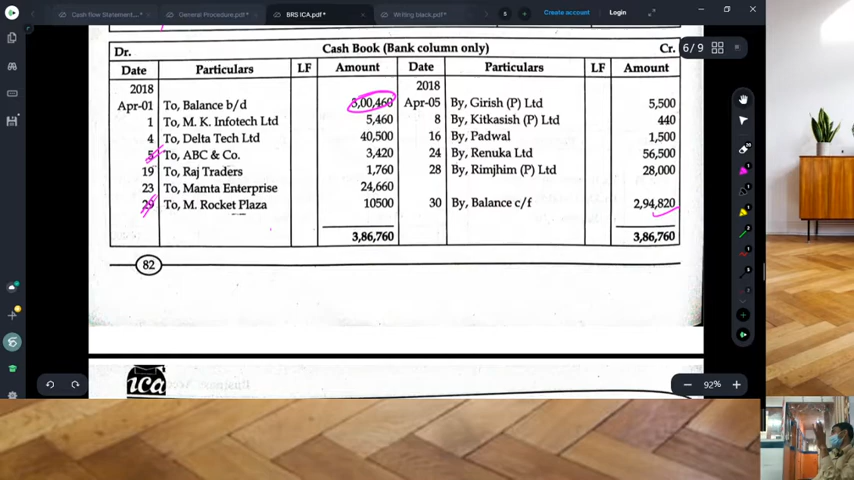 Cash flow Statement....
General Procedure.pdf*
BRS ICA.pdf*
Writing black.pdf*
5
Create account
Login
6/9
Dr. Cash Book (Bank column only) Cr.
Date Particulars LF Amount Date Particulars LF Amount
2018 2018
Apr-01 To, Balance b/d 3,00,460 Apr-05 By, Girish (P) Ltd 5,500
1 To, M. K. Infotech Ltd 5,460 8 By, Kitkasish (P) Ltd 440
4 To, Delta Tech Ltd 40,500 16 By, Padwal 1,500
5 To, ABC & Co. 3,420 24 By, Renuka Ltd 56,500
19 To, Raj Traders 1,760 28 By, Rimjhim (P) Ltd 28,000
23 To, Mamta Enterprise 24,660
29 To, M. Rocket Plaza 10500 30 By, Balance c/f 2,94,820
3,86,760 3,86,760
82
ica
92%